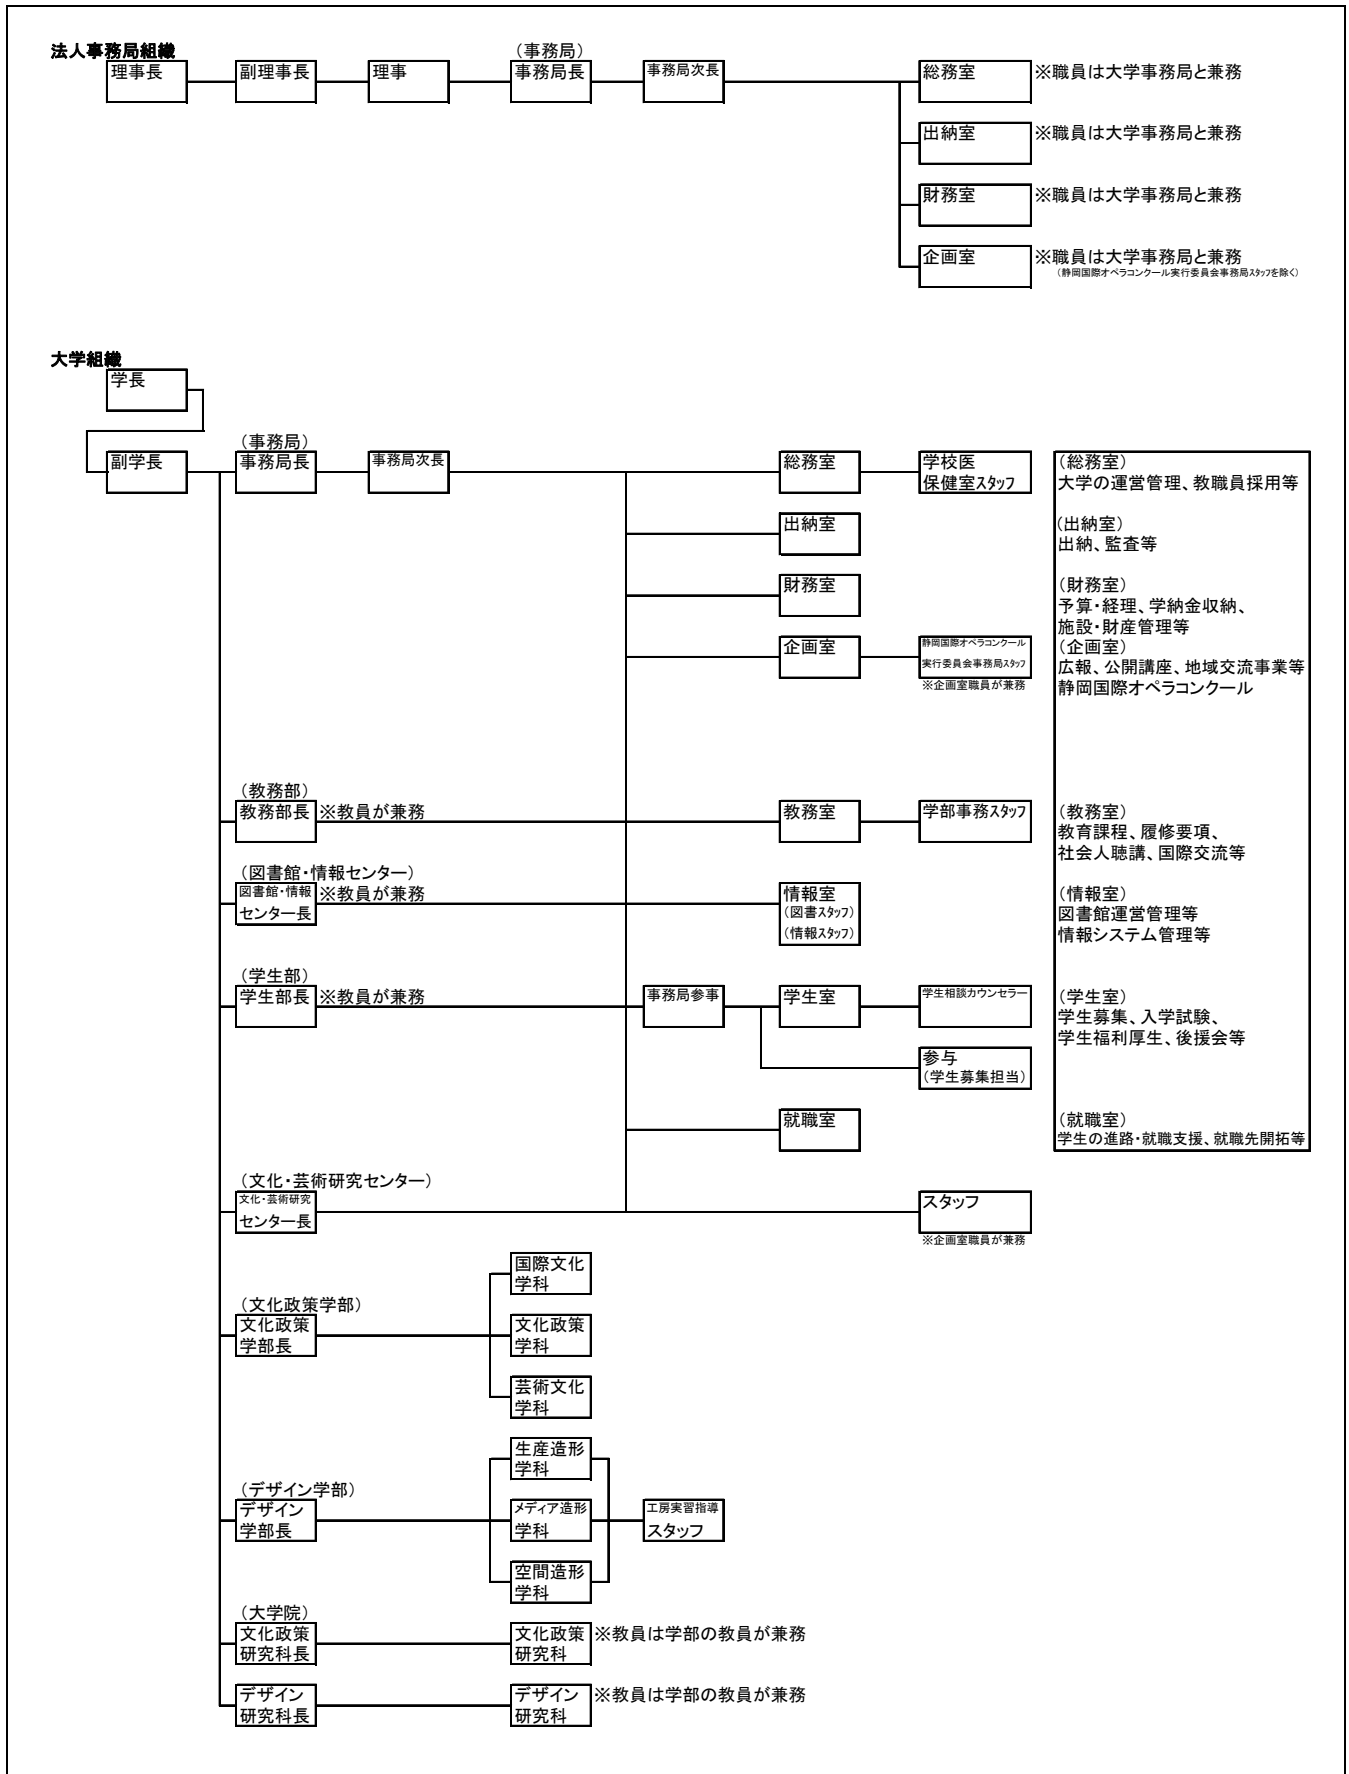 法人事務局組織
(事務局)
理事長
副理事長
理事
事務局長
事務局次長
総務室
※職員は大学事務局と兼務
出納室
※職員は大学事務局と兼務
財務室
※職員は大学事務局と兼務
企画室
※職員は大学事務局と兼務
(静岡国際オペラコンクール実行委員会事務局スタッフを除く)
大学組織
学長
副学長
(事務局)
事務局長
事務局次長
総務室
学校医
保健室スタッフ
出納室
財務室
企画室
静岡国際オペラコンクール
実行委員会事務局スタッフ
※企画室職員が兼務
(総務室)
大学の運営管理、教職員採用等
(出納室)
出納、監査等
(財務室)
予算・経理、学納金収納、
施設・財産管理等
(企画室)
広報、公開講座、地域交流事業等
静岡国際オペラコンクール
(教務部)
教務部長
※教員が兼務
教務室
学部事務スタッフ
(教務室)
教育課程、履修要項、
社会人聴講、国際交流等
(図書館・情報センター)
図書館・情報
センター長
※教員が兼務
情報室
(図書スタッフ)
(情報スタッフ)
(情報室)
図書館運営管理等
情報システム管理等
(学生部)
学生部長
※教員が兼務
事務局参事
学生室
学生相談カウンセラー
参与
(学生募集担当)
(学生室)
学生募集、入学試験、
学生福利厚生、後援会等
就職室
(就職室)
学生の進路・就職支援、就職先開拓等
(文化・芸術研究センター)
文化・芸術研究
センター長
スタッフ
※企画室職員が兼務
(文化政策学部)
文化政策
学部長
国際文化
学科
文化政策
学科
芸術文化
学科
(デザイン学部)
デザイン
学部長
生産造形
学科
メディア造形
学科
空間造形
学科
工房実習指導
スタッフ
(大学院)
文化政策
研究科長
文化政策
研究科
※教員は学部の教員が兼務
デザイン
研究科長
デザイン
研究科
※教員は学部の教員が兼務